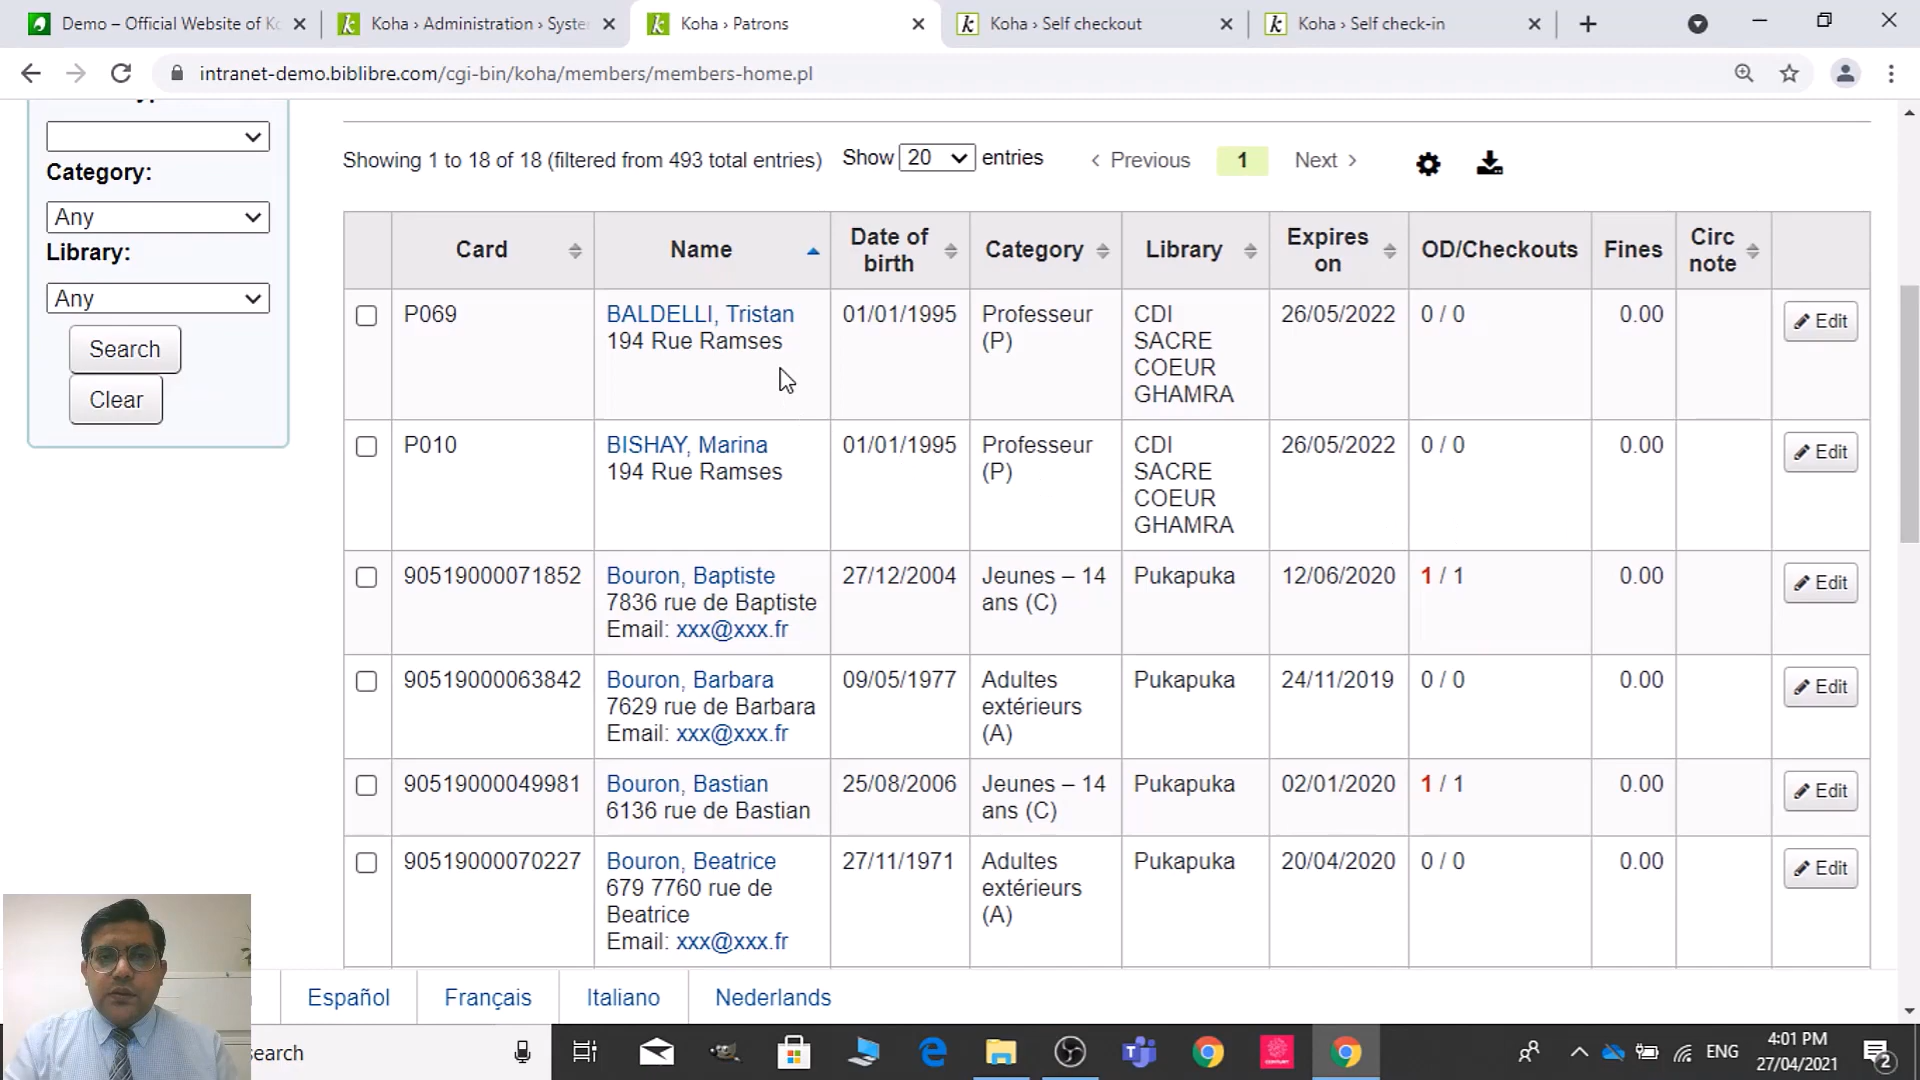 Demo – Official Website of Ko
Koha › Administration › Syste
Koha › Patrons
Koha › Self checkout
Koha › Self check-in
intranet-demo.biblibre.com/cgi-bin/koha/members/members-home.pl
Category:
Any
Library:
Any
Search
Clear
Showing 1 to 18 of 18 (filtered from 493 total entries) Show 20 entries Previous 1 Next
Card Name Date of birth Category Library Expires on OD/Checkouts Fines Circ note
P069 BALDELLI, Tristan 01/01/1995 Professeur CDI 26/05/2022 0 / 0 0.00 Edit
194 Rue Ramses (P) SACRE
COEUR
GHAMRA
P010 BISHAY, Marina 01/01/1995 Professeur CDI 26/05/2022 0 / 0 0.00 Edit
194 Rue Ramses (P) SACRE
COEUR
GHAMRA
90519000071852 Bouron, Baptiste 27/12/2004 Jeunes – 14 Pukapuka 12/06/2020 1 / 1 0.00 Edit
7836 rue de Baptiste ans (C)
Email: xxx@xxx.fr
90519000063842 Bouron, Barbara 09/05/1977 Adultes Pukapuka 24/11/2019 0 / 0 0.00 Edit
7629 rue de Barbara extérieurs
Email: xxx@xxx.fr (A)
90519000049981 Bouron, Bastian 25/08/2006 Jeunes – 14 Pukapuka 02/01/2020 1 / 1 0.00 Edit
6136 rue de Bastian ans (C)
90519000070227 Bouron, Beatrice 27/11/1971 Adultes Pukapuka 20/04/2020 0 / 0 0.00 Edit
679 7760 rue de extérieurs
Beatrice (A)
Email: xxx@xxx.fr
Español Français Italiano Nederlands
search
ENG
4:01 PM
27/04/2021
2